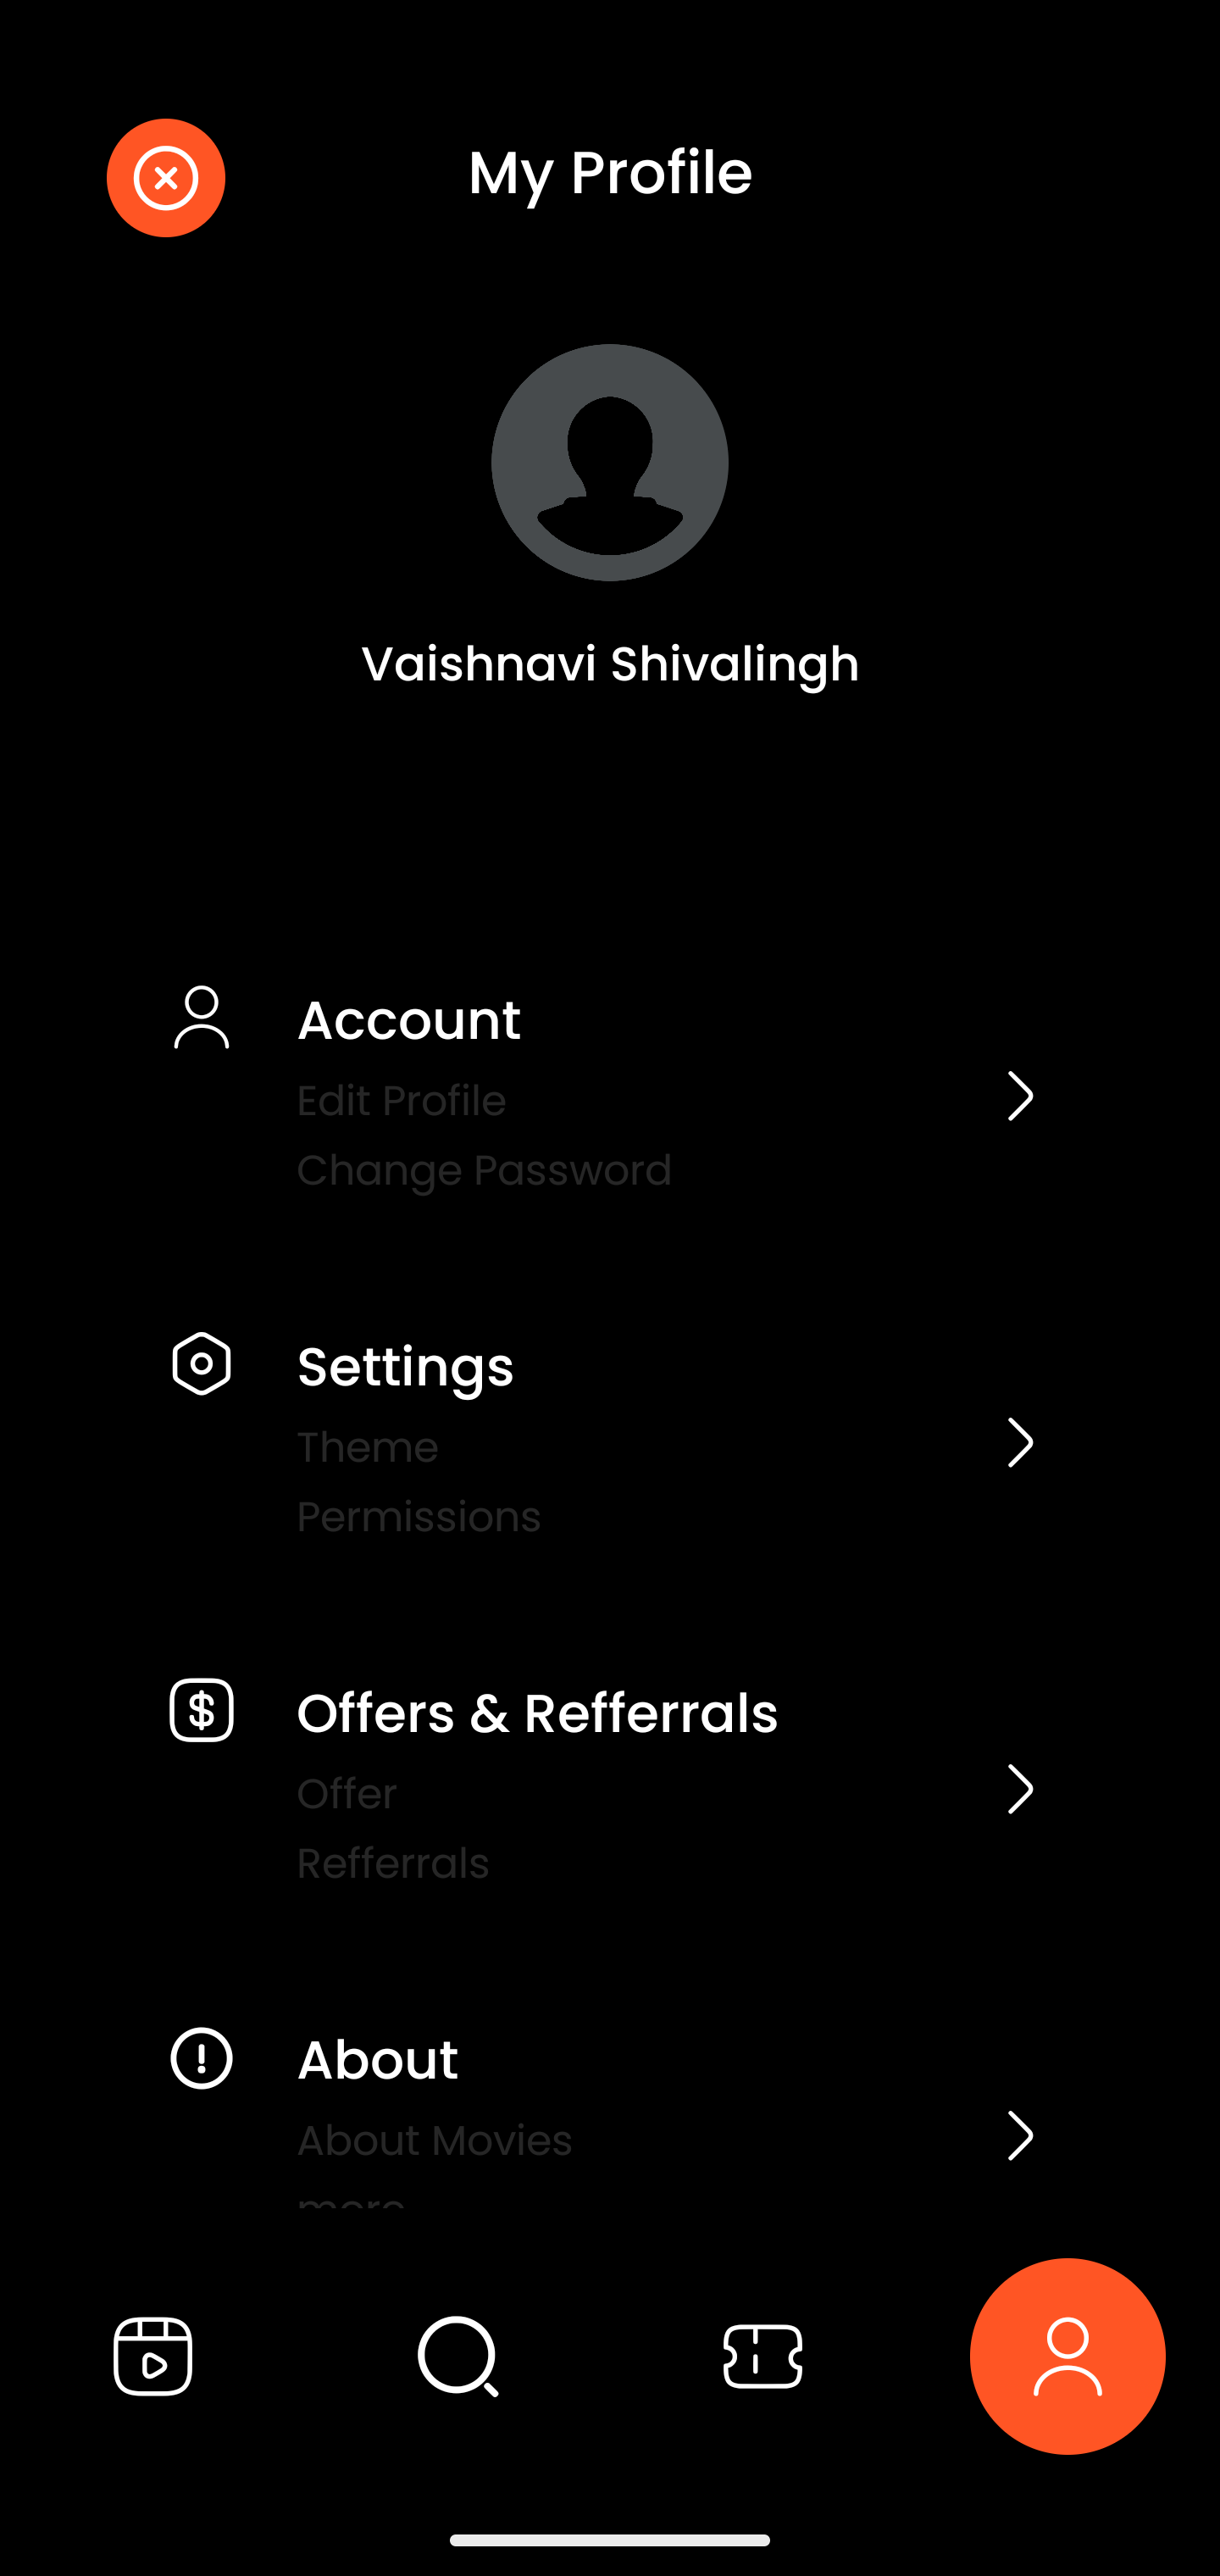 My Profile
Vaishnavi Shivalingh
Account
Edit Profile
Change Password
Settings
Theme
Permissions
Offers & Refferrals
Offer
Refferrals
About
About Movies
more